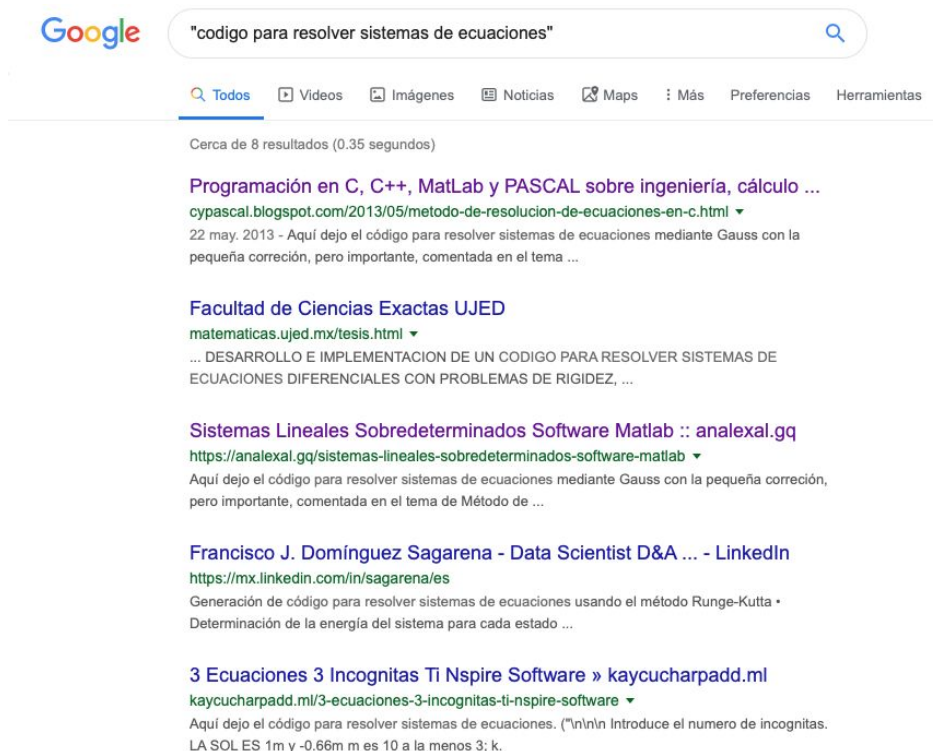 Google
"codigo para resolver sistemas de ecuaciones"
Todos Videos Imágenes Noticias Maps Más Preferencias Herramientas
Cerca de 8 resultados (0.35 segundos)
Programación en C, C++, MatLab y PASCAL sobre ingeniería, cálculo ...
cypascal.blogspot.com/2013/05/metodo-de-resolucion-de-ecuaciones-en-c.html
22 may. 2013 - Aquí dejo el código para resolver sistemas de ecuaciones mediante Gauss con la
pequeña correción, pero importante, comentada en el tema ...
Facultad de Ciencias Exactas UJED
matematicas.ujed.mx/tesis.html
... DESARROLLO E IMPLEMENTACION DE UN CODIGO PARA RESOLVER SISTEMAS DE
ECUACIONES DIFERENCIALES CON PROBLEMAS DE RIGIDEZ, ...
Sistemas Lineales Sobredeterminados Software Matlab :: analexal.gq
https://analexal.gq/sistemas-lineales-sobredeterminados-software-matlab
Aquí dejo el código para resolver sistemas de ecuaciones mediante Gauss con la pequeña correción,
pero importante, comentada en el tema de Método de ...
Francisco J. Domínguez Sagarena - Data Scientist D&A ... - LinkedIn
https://mx.linkedin.com/in/sagarena/es
Generación de código para resolver sistemas de ecuaciones usando el método Runge-Kutta •
Determinación de la energía del sistema para cada estado ...
3 Ecuaciones 3 Incognitas Ti Nspire Software » kaycucharpadd.ml
kaycucharpadd.ml/3-ecuaciones-3-incognitas-ti-nspire-software
Aquí dejo el código para resolver sistemas de ecuaciones. ("\n\n\n Introduce el numero de incognitas.
LA SOL ES 1m y -0.66m m es 10 a la menos 3; k.